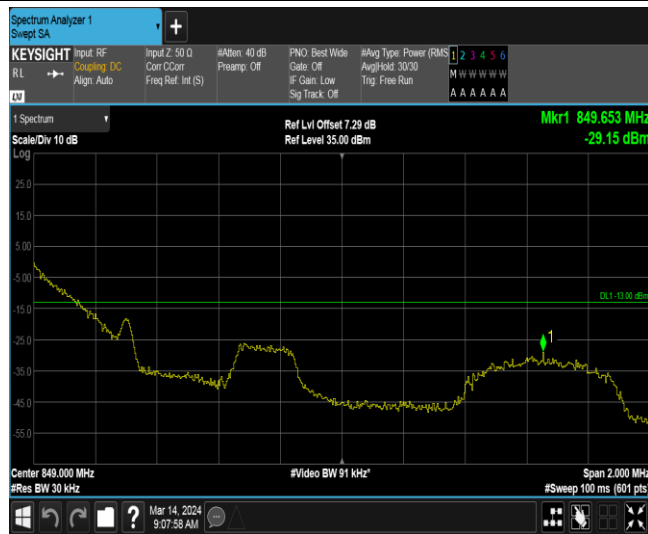 Spectrum Analyzer 1
Swept SA
+
KEYSIGHT
RL
LXI
Input: RF
Coupling: DC
Align: Auto
Input Z: 50 Ω
Corr CCorr
Freq Ref: Int (S)
#Atten: 40 dB
Preamp: Off
PNO: Best Wide
Gate: Off
IF Gain: Low
Sig Track: Off
#Avg Type: Power (RMS
Avg|Hold: 30/30
Trig: Free Run
1 2 3 4 5 6
M W W W W W
A A A A A A
1 Spectrum
Scale/Div 10 dB
Log
Ref Lvl Offset 7.29 dB
Ref Level 35.00 dBm
Mkr1 849.653 MHz
-29.15 dBm
25.0
15.0
5.00
-5.00
DL1 -13.00 dBm
-15.0
1
-25.0
-35.0
-45.0
-55.0
Center 849.000 MHz
#Res BW 30 kHz
#Video BW 91 kHz*
Span 2.000 MHz
#Sweep 100 ms (601 pts)
?
Mar 14, 2024
9:07:58 AM